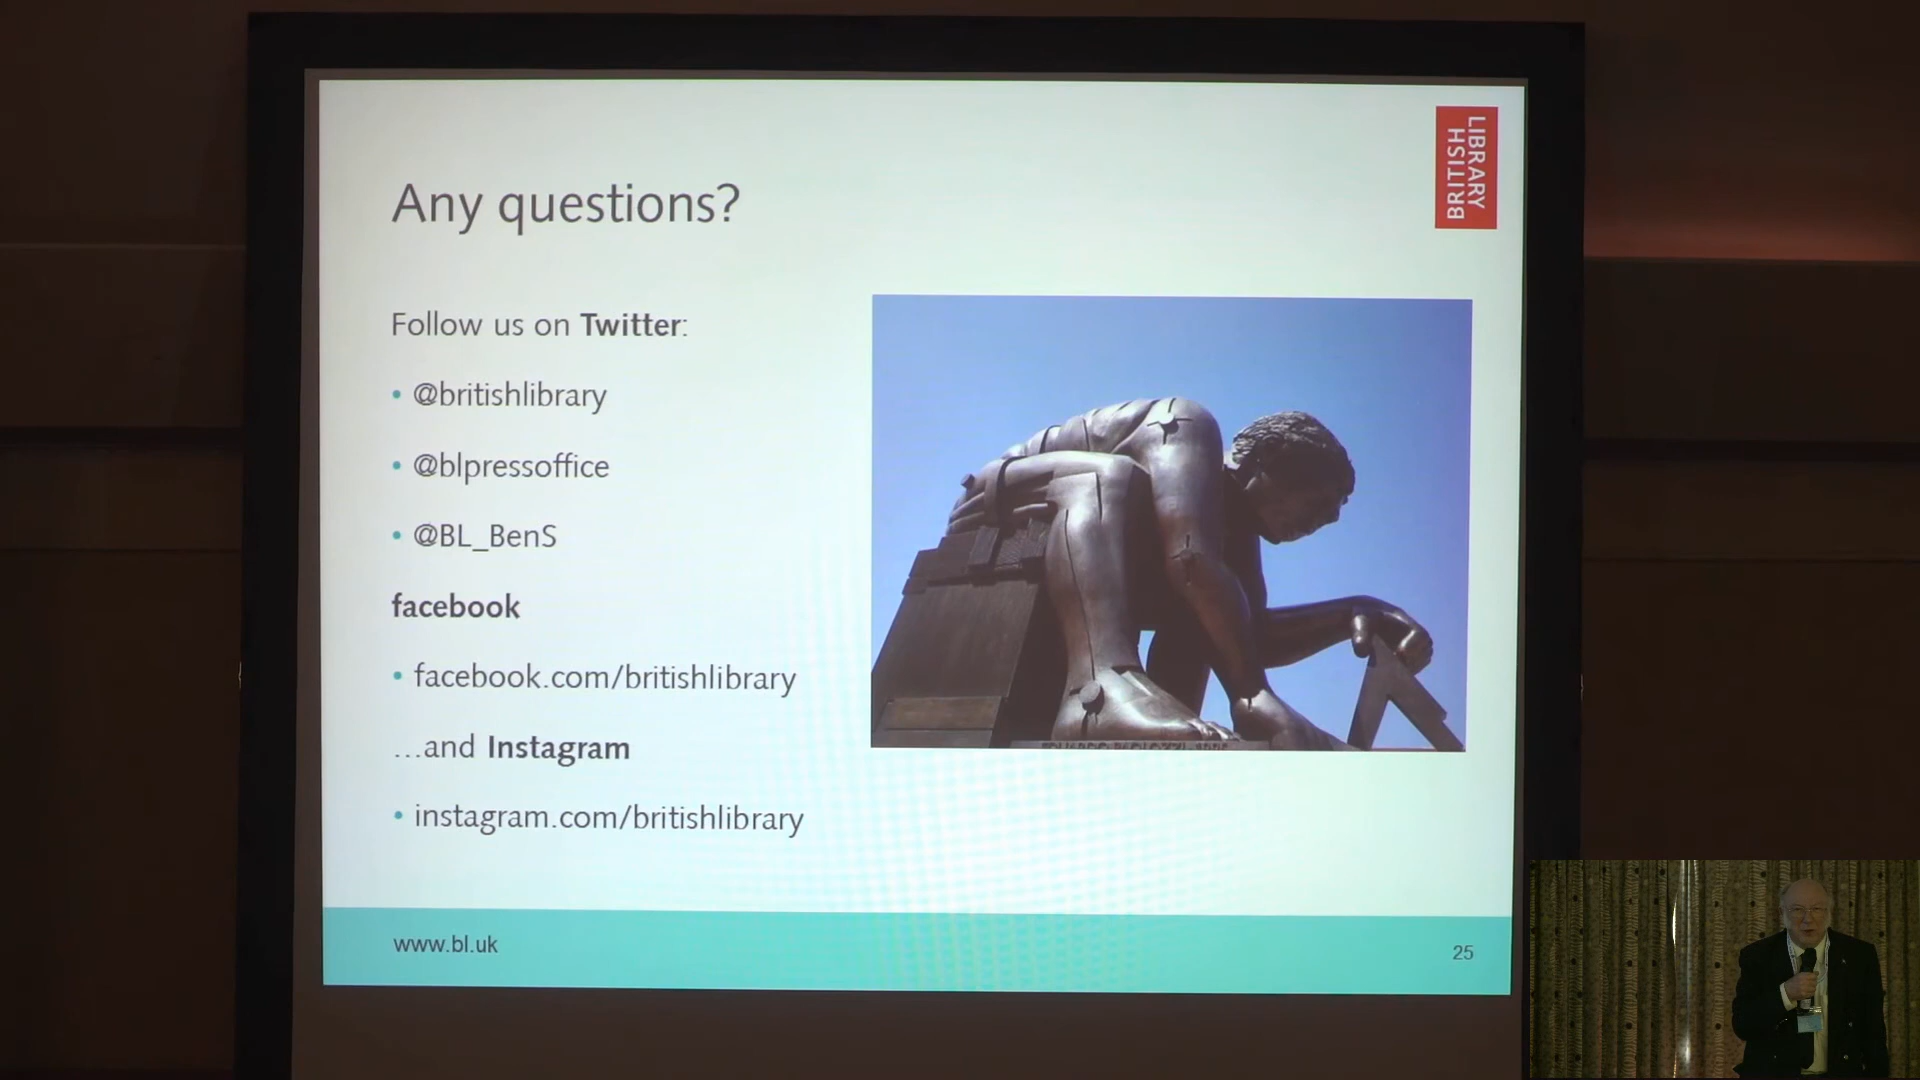 LIBRARY
BRITISH
Any questions?
Follow us on Twitter:
• @britishlibrary
• @blpressoffice
• @BL_BenS
facebook
• facebook.com/britishlibrary
…and Instagram
• instagram.com/britishlibrary
www.bl.uk
25